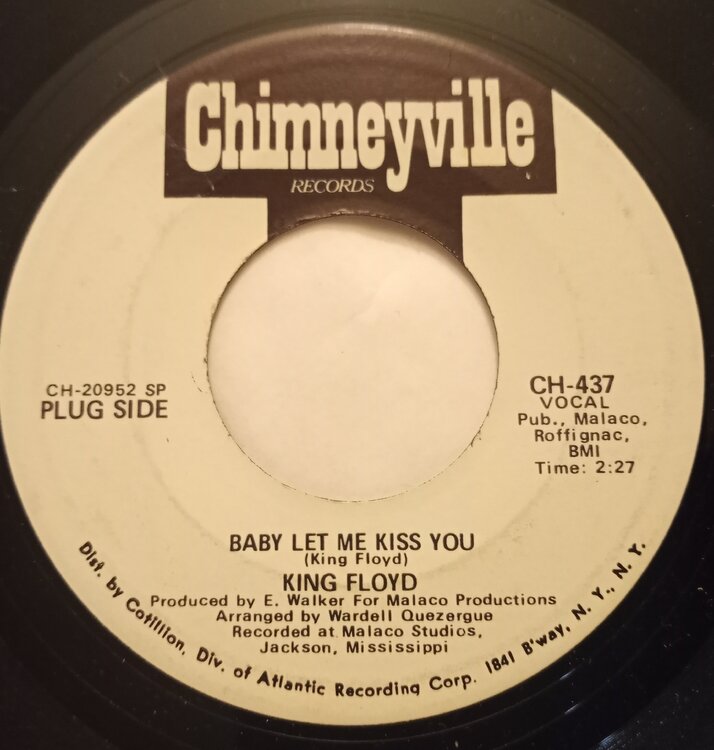 Chimneyville
RECORDS
CH-20952 SP
PLUG SIDE
CH-437
VOCAL
Pub., Malaco,
Roffignac,
BMI
Time: 2:27
BABY LET ME KISS YOU
(King Floyd)
KING FLOYD
Produced by E. Walker For Malaco Productions
Arranged by Wardell Quezergue
Recorded at Malaco Studios,
Jackson, Mississippi
Dist. by Cotillion, Div. of Atlantic Recording Corp. 1841 B'way, N. Y., N. Y.